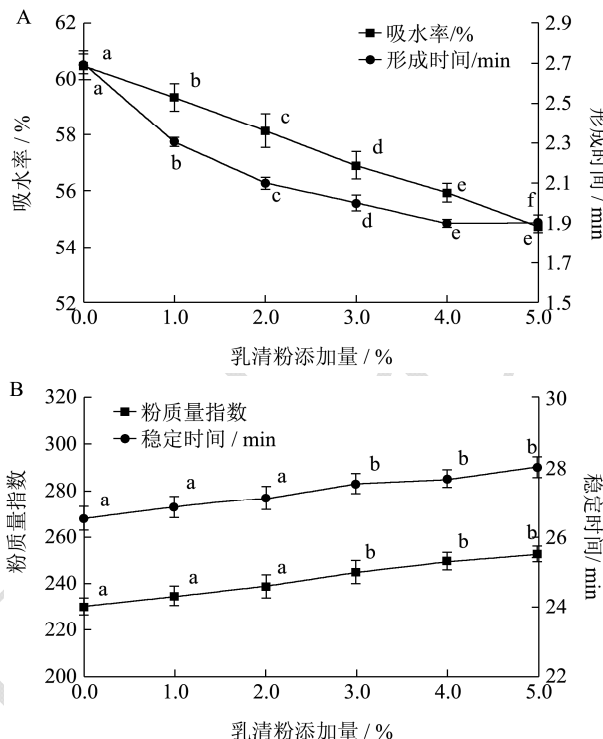 A
吸水率/%
形成时间/min
62
60
58
56
54
52
2.9
2.7
2.5
2.3
2.1
1.9
1.7
1.5
吸水率 / %
形成时间 / min
a
a
b
b
c
c
d
d
e
e
f
e
0.0 1.0 2.0 3.0 4.0 5.0
乳清粉添加量 / %
B
粉质量指数
稳定时间 / min
320
300
280
260
240
220
200
30
28
26
24
22
粉质量指数
稳定时间/ min
a a a b b b
a a a b b b
0.0 1.0 2.0 3.0 4.0 5.0
乳清粉添加量 / %